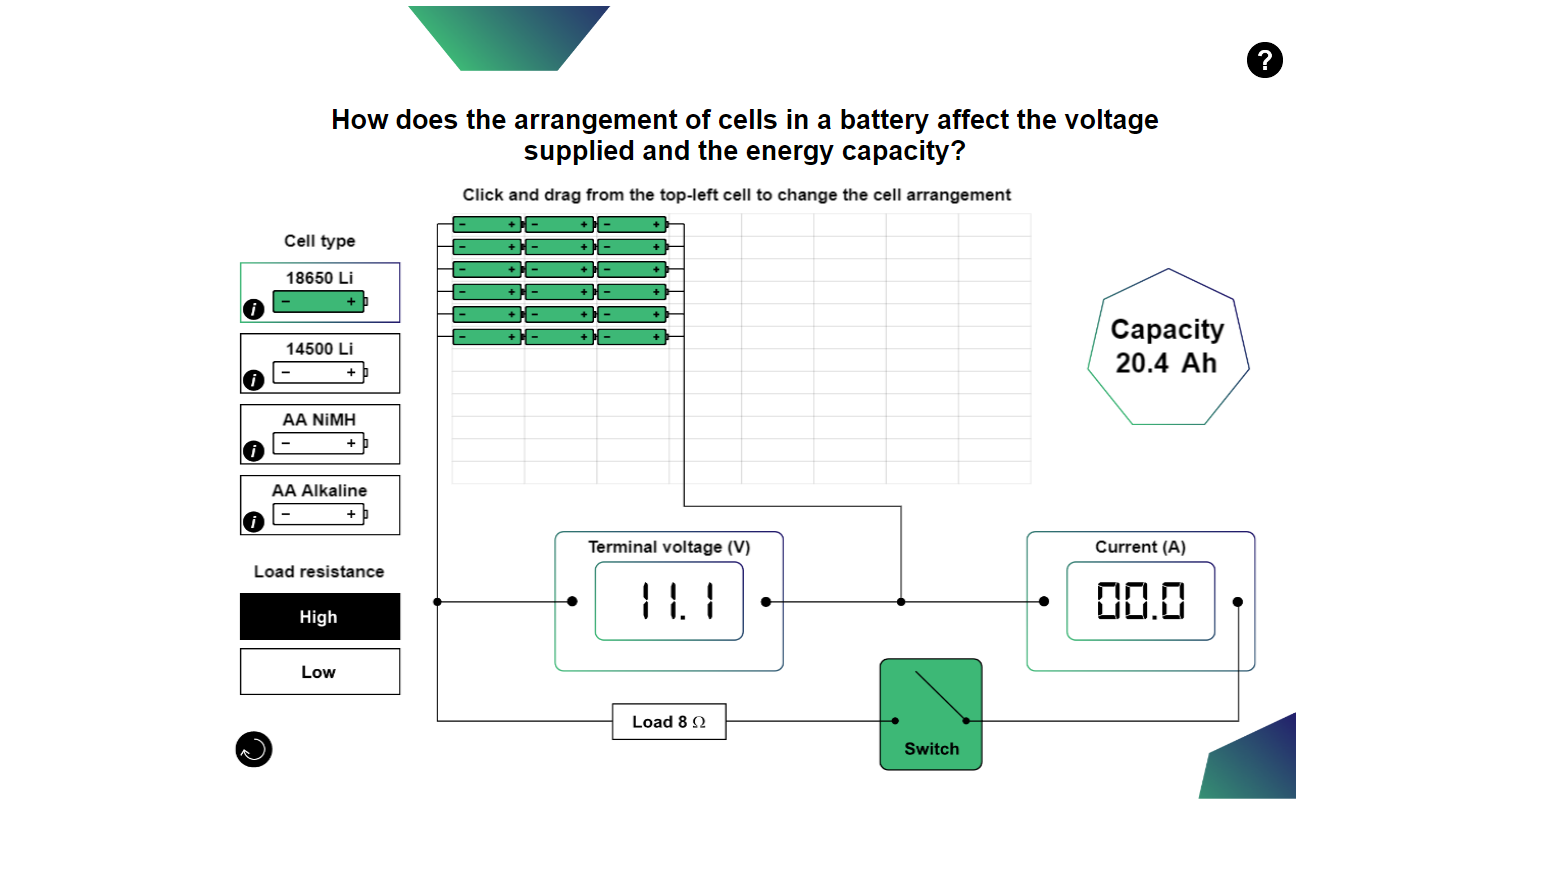 ?
How does the arrangement of cells in a battery affect the voltage
supplied and the energy capacity?
Click and drag from the top-left cell to change the cell arrangement
Cell type
18650 Li
i - +
14500 Li
i - +
AA NiMH
i - +
AA Alkaline
i - +
Load resistance
High
Low
- + - + - +
- + - + - +
- + - + - +
- + - + - +
- + - + - +
- + - + - +
Capacity
20.4 Ah
Terminal voltage (V)
11.1
Current (A)
00.0
Load 8 Ω
Switch